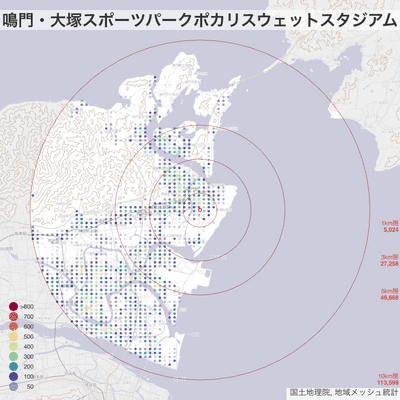 鳴門・大塚スポーツパークポカリスウェットスタジアム
1km圏
5,024
3km圏
27,258
5km圏
49,668
10km圏
113,598
>800
700
600
500
400
300
200
100
50
国土地理院, 地域メッシュ統計